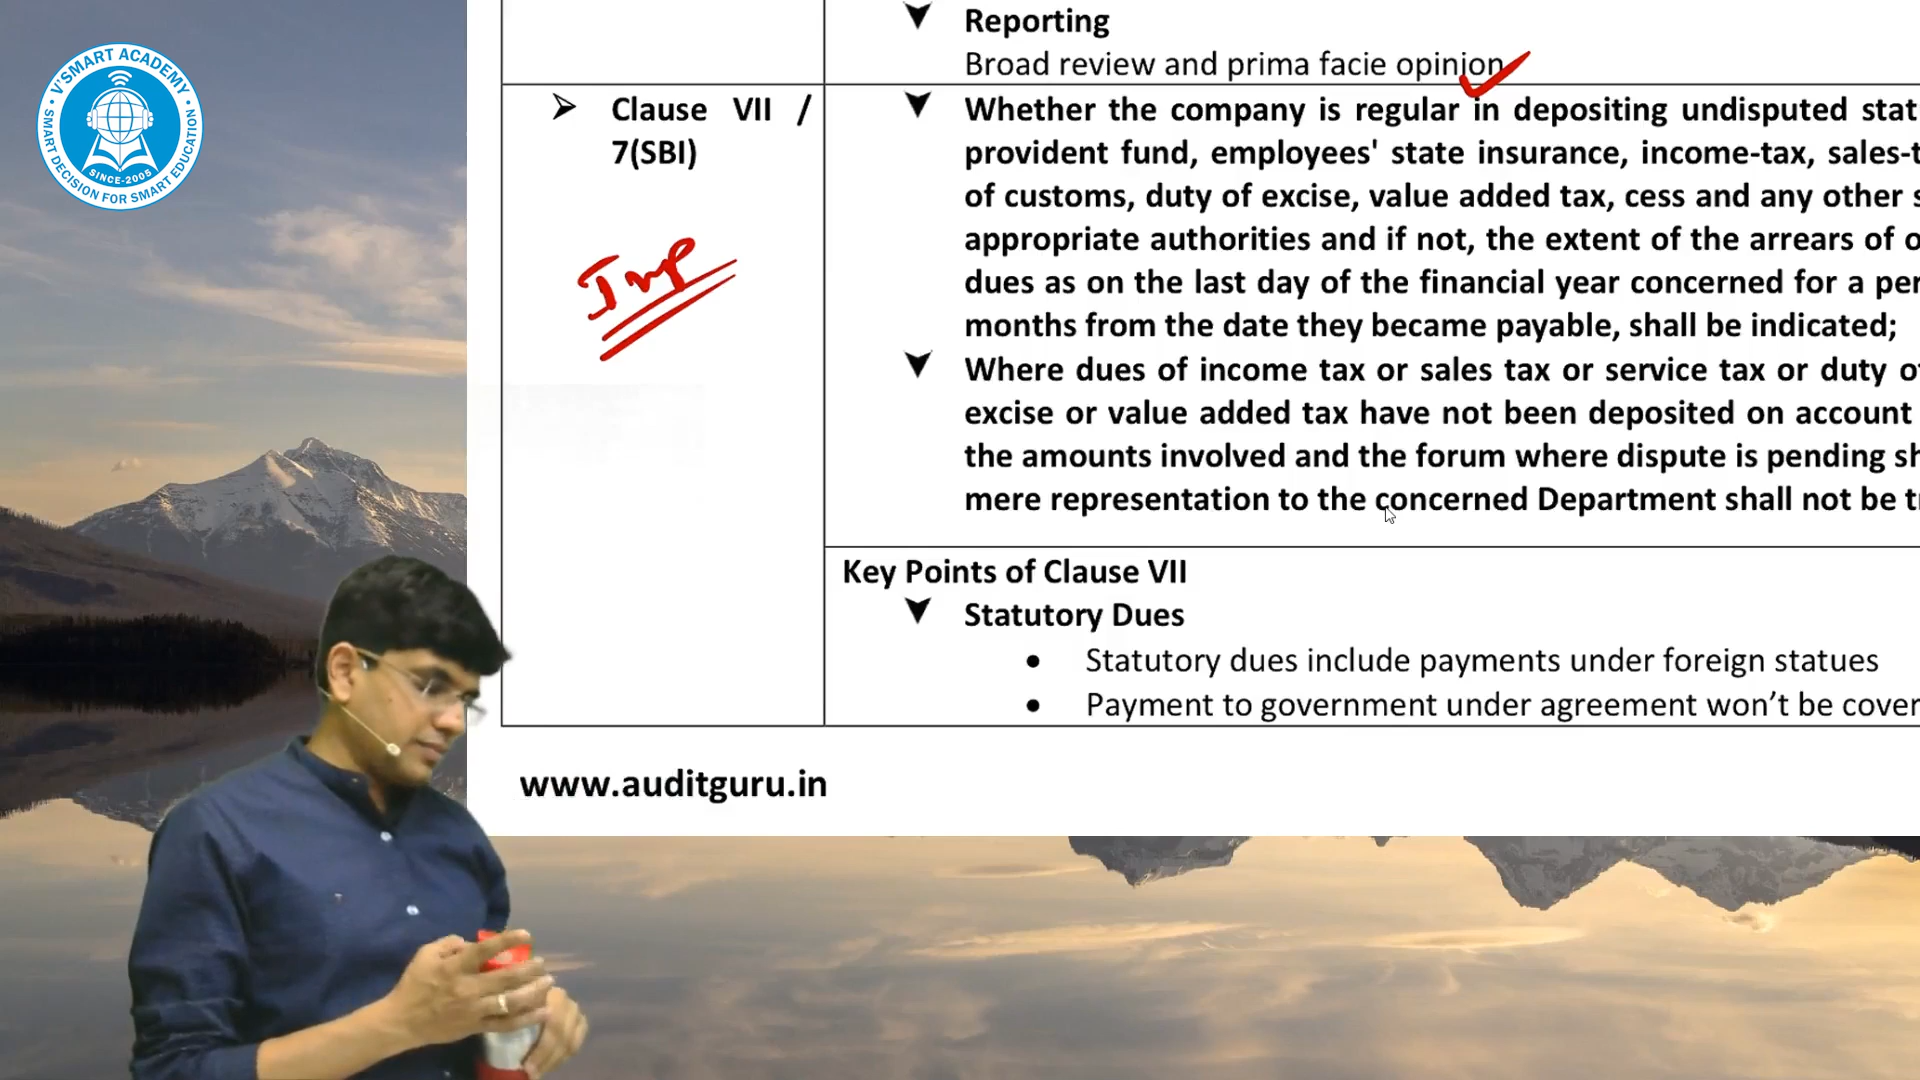 V'SMART ACADEMY
SINCE-2005
SMART DECISION FOR SMART EDUCATION
Reporting
Broad review and prima facie opinion
Clause VII /
7(SBI)
Imp
Whether the company is regular in depositing undisputed stat
provident fund, employees' state insurance, income-tax, sales-t
of customs, duty of excise, value added tax, cess and any other s
appropriate authorities and if not, the extent of the arrears of o
dues as on the last day of the financial year concerned for a per
months from the date they became payable, shall be indicated;
Where dues of income tax or sales tax or service tax or duty of
excise or value added tax have not been deposited on account
the amounts involved and the forum where dispute is pending sh
mere representation to the concerned Department shall not be tr
Key Points of Clause VII
Statutory Dues
• Statutory dues include payments under foreign statues
• Payment to government under agreement won't be cover
www.auditguru.in